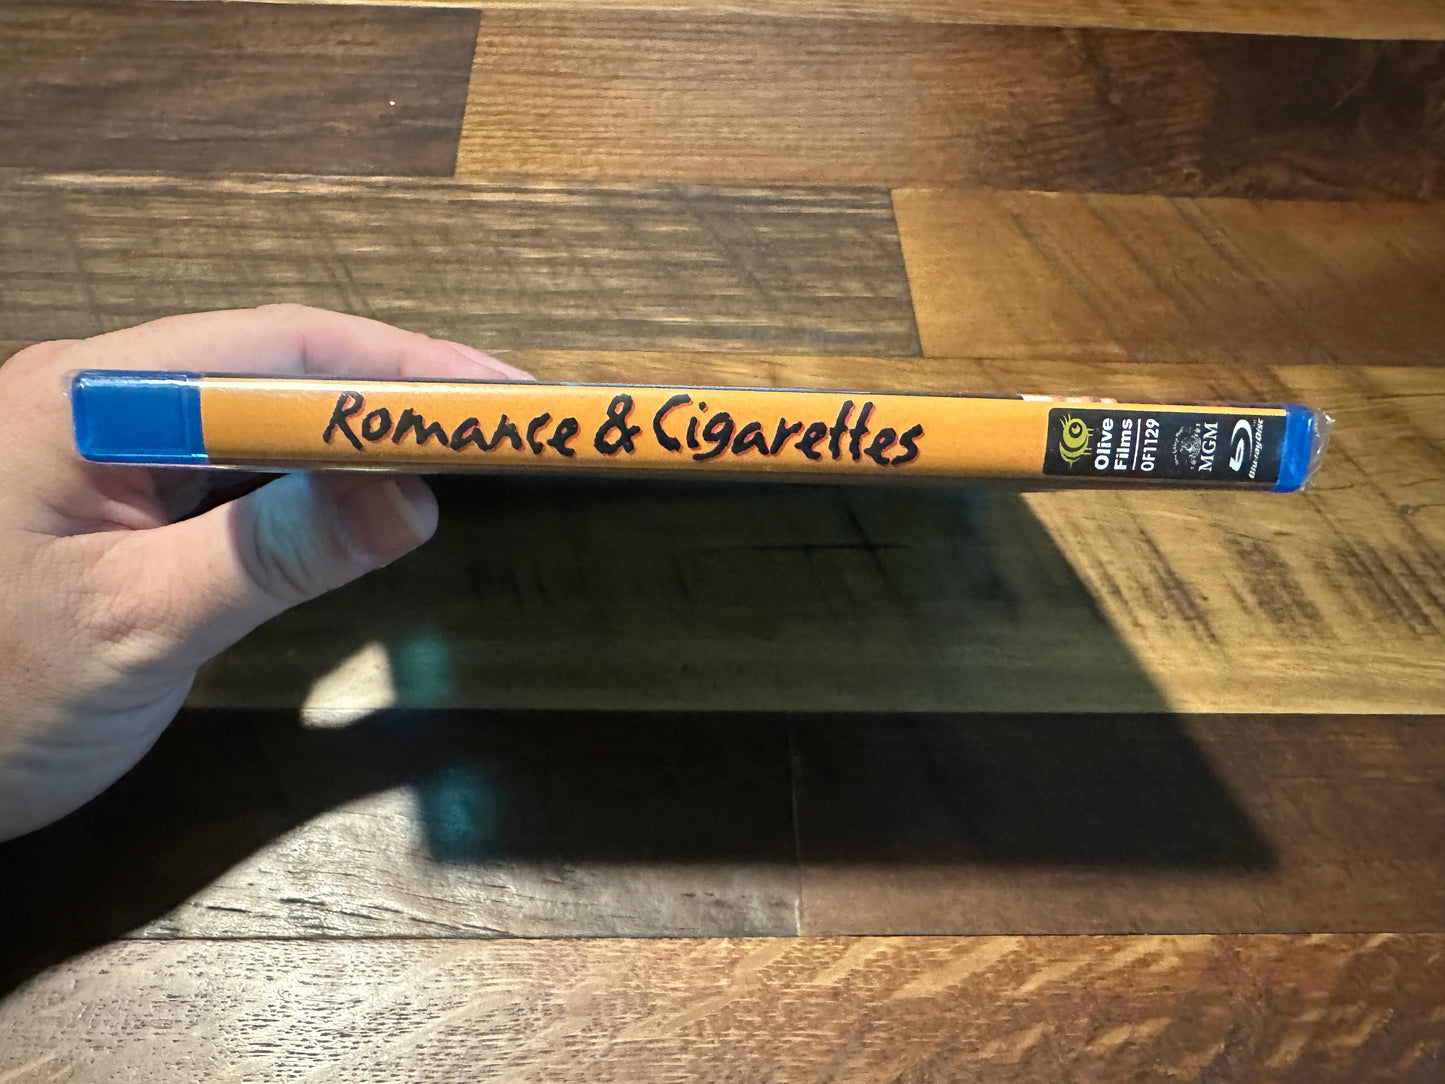 Romance & Cigarettes
Olive
Films
OF1129
MGM
Blu-ray Disc